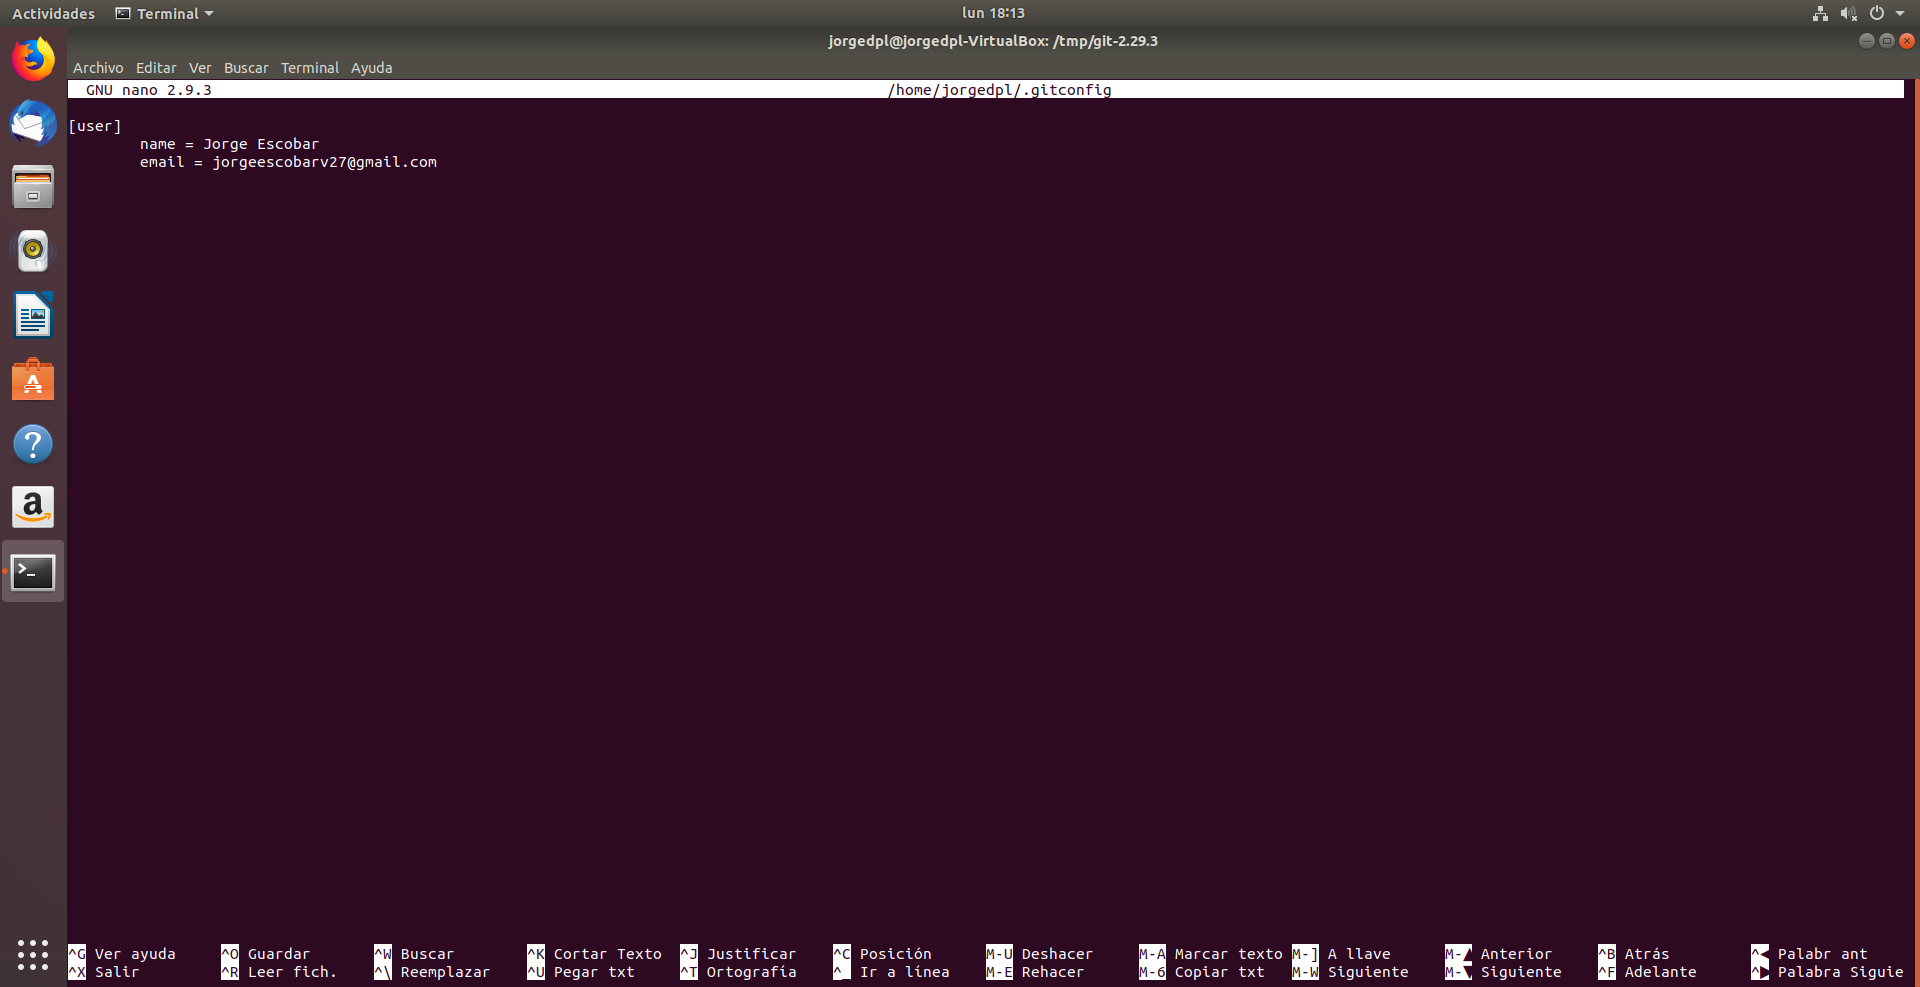 Actividades Terminal lun 18:13
jorgedpl@jorgedpl-VirtualBox: /tmp/git-2.29.3
Archivo Editar Ver Buscar Terminal Ayuda
GNU nano 2.9.3 /home/jorgedpl/.gitconfig
[user]
name = Jorge Escobar
email = jorgeescobarv27@gmail.com
^G Ver ayuda ^O Guardar ^W Buscar ^K Cortar Texto ^J Justificar ^C Posición M-U Deshacer M-A Marcar texto M-] A llave M-▲ Anterior ^B Atrás ^◀ Palabr ant
^X Salir ^R Leer fich. ^\ Reemplazar ^U Pegar txt ^T Ortografía ^_ Ir a línea M-E Rehacer M-6 Copiar txt M-W Siguiente M-▼ Siguiente ^F Adelante ^▶ Palabra Siguie